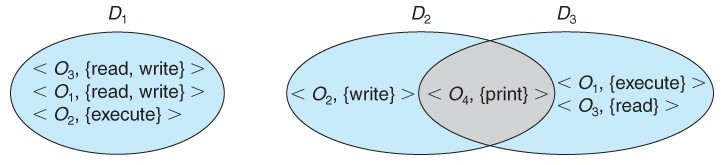 D₁
< O₃, {read, write} >
< O₁, {read, write} >
< O₂, {execute} >
D₂
D₃
< O₂, {write} >
< O₄, {print} >
< O₁, {execute} >
< O₃, {read} >